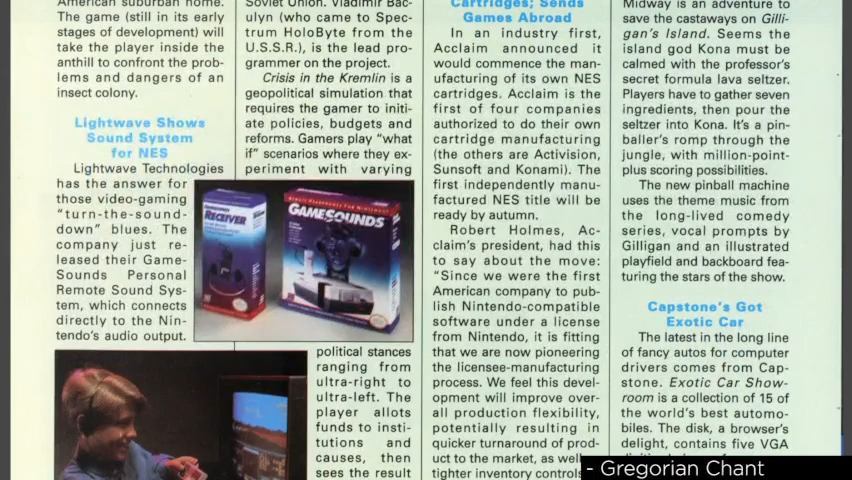 American suburban home.
The game (still in its early
stages of development) will
take the player inside the
anthill to confront the prob-
lems and dangers of an
insect colony.
Lightwave Shows
Sound System
for NES
Lightwave Technologies
has the answer for
those video-gaming
"turn-the-sound-
down" blues. The
company just re-
leased their Game-
Sounds Personal
Remote Sound Sys-
tem, which connects
directly to the Nin-
tendo's audio output.
Soviet Union. Vladimir Bac-
ulyn (who came to Spec-
trum HoloByte from the
U.S.S.R.), is the lead pro-
grammer on the project.
Crisis in the Kremlin is a
geopolitical simulation that
requires the gamer to initi-
ate policies, budgets and
reforms. Gamers play "what
if" scenarios where they ex-
periment with varying
RECEIVER
GAMESOUNDS
political stances
ranging from
ultra-right to
ultra-left. The
player allots
funds to insti-
tutions and
causes, then
sees the result
Cartridges; Sends
Games Abroad
In an industry first,
Acclaim announced it
would commence the man-
ufacturing of its own NES
cartridges. Acclaim is the
first of four companies
authorized to do their own
cartridge manufacturing
(the others are Activision,
Sunsoft and Konami). The
first independently manu-
factured NES title will be
ready by autumn.
Robert Holmes, Ac-
claim's president, had this
to say about the move:
"Since we were the first
American company to pub-
lish Nintendo-compatible
software under a license
from Nintendo, it is fitting
that we are now pioneering
the licensee-manufacturing
process. We feel this devel-
opment will improve over-
all production flexibility,
potentially resulting in
quicker turnaround of prod-
uct to the market, as well
tighter inventory controls
Midway is an adventure to
save the castaways on Gilli-
gan's Island. Seems the
island god Kona must be
calmed with the professor's
secret formula lava seltzer.
Players have to gather seven
ingredients, then pour the
seltzer into Kona. It's a pin-
baller's romp through the
jungle, with million-point-
plus scoring possibilities.
The new pinball machine
uses the theme music from
the long-lived comedy
series, vocal prompts by
Gilligan and an illustrated
playfield and backboard fea-
turing the stars of the show.
Capstone's Got
Exotic Car
The latest in the long line
of fancy autos for computer
drivers comes from Cap-
stone. Exotic Car Show-
room is a collection of 15 of
the world's best automo-
biles. The disk, a browser's
delight, contains five VGA
- Gregorian Chant